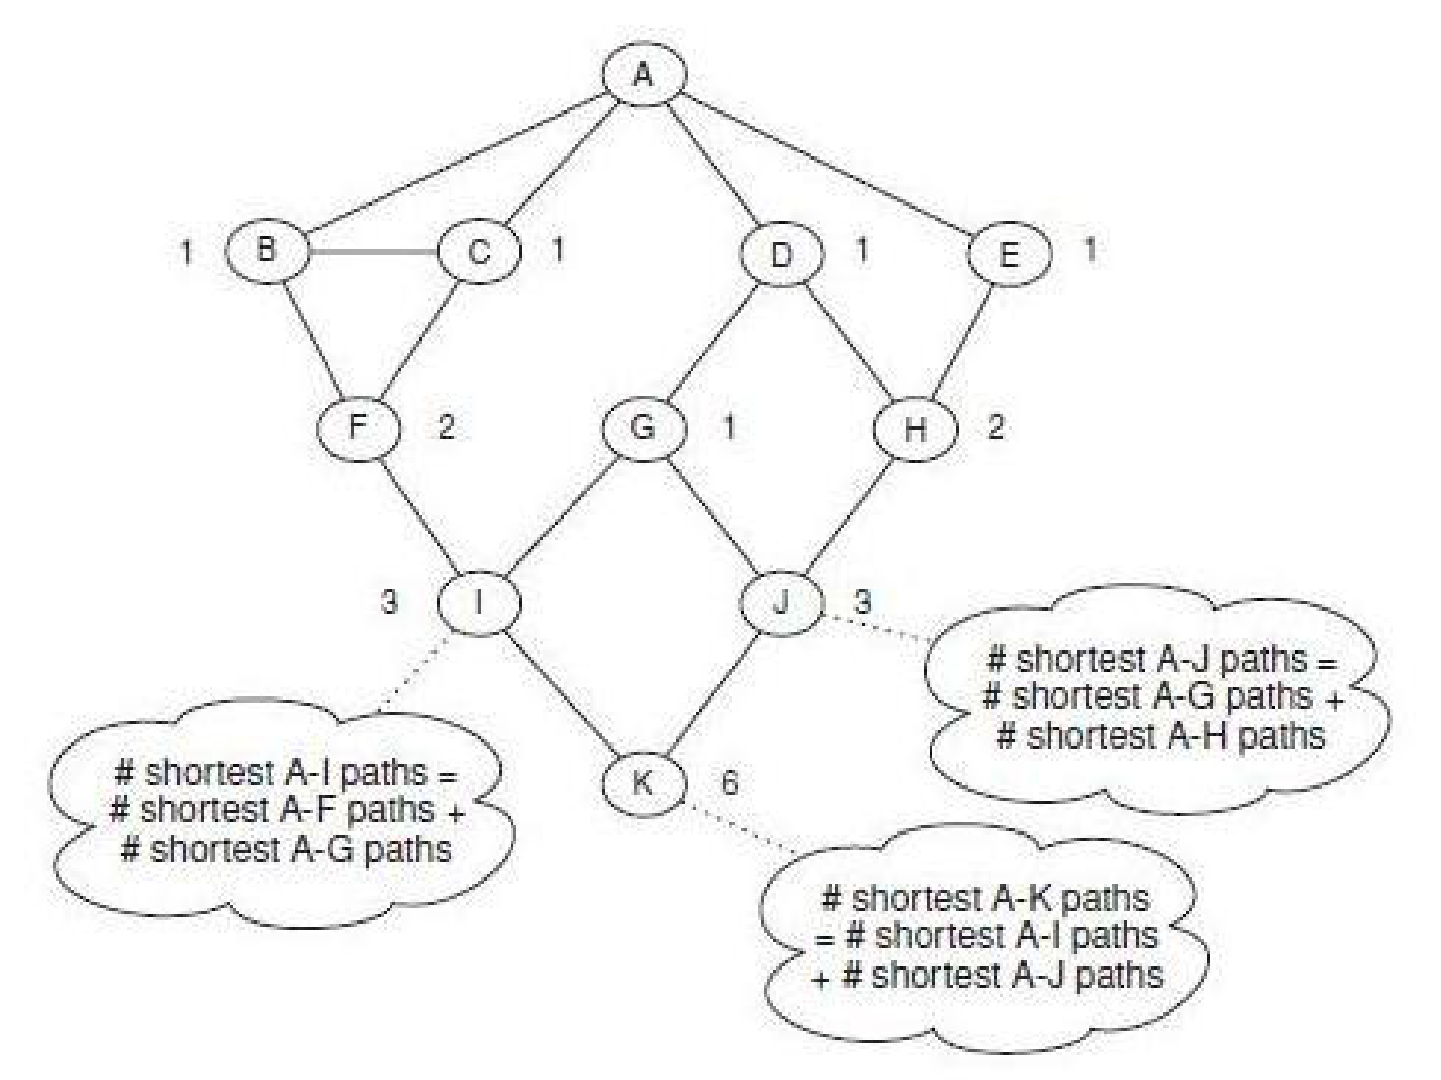 A
1 B C 1 D 1 E 1
F 2 G 1 H 2
3 I J 3
# shortest A-J paths =
# shortest A-G paths +
# shortest A-H paths
# shortest A-I paths =
# shortest A-F paths +
# shortest A-G paths
K 6
# shortest A-K paths
= # shortest A-I paths
+ # shortest A-J paths